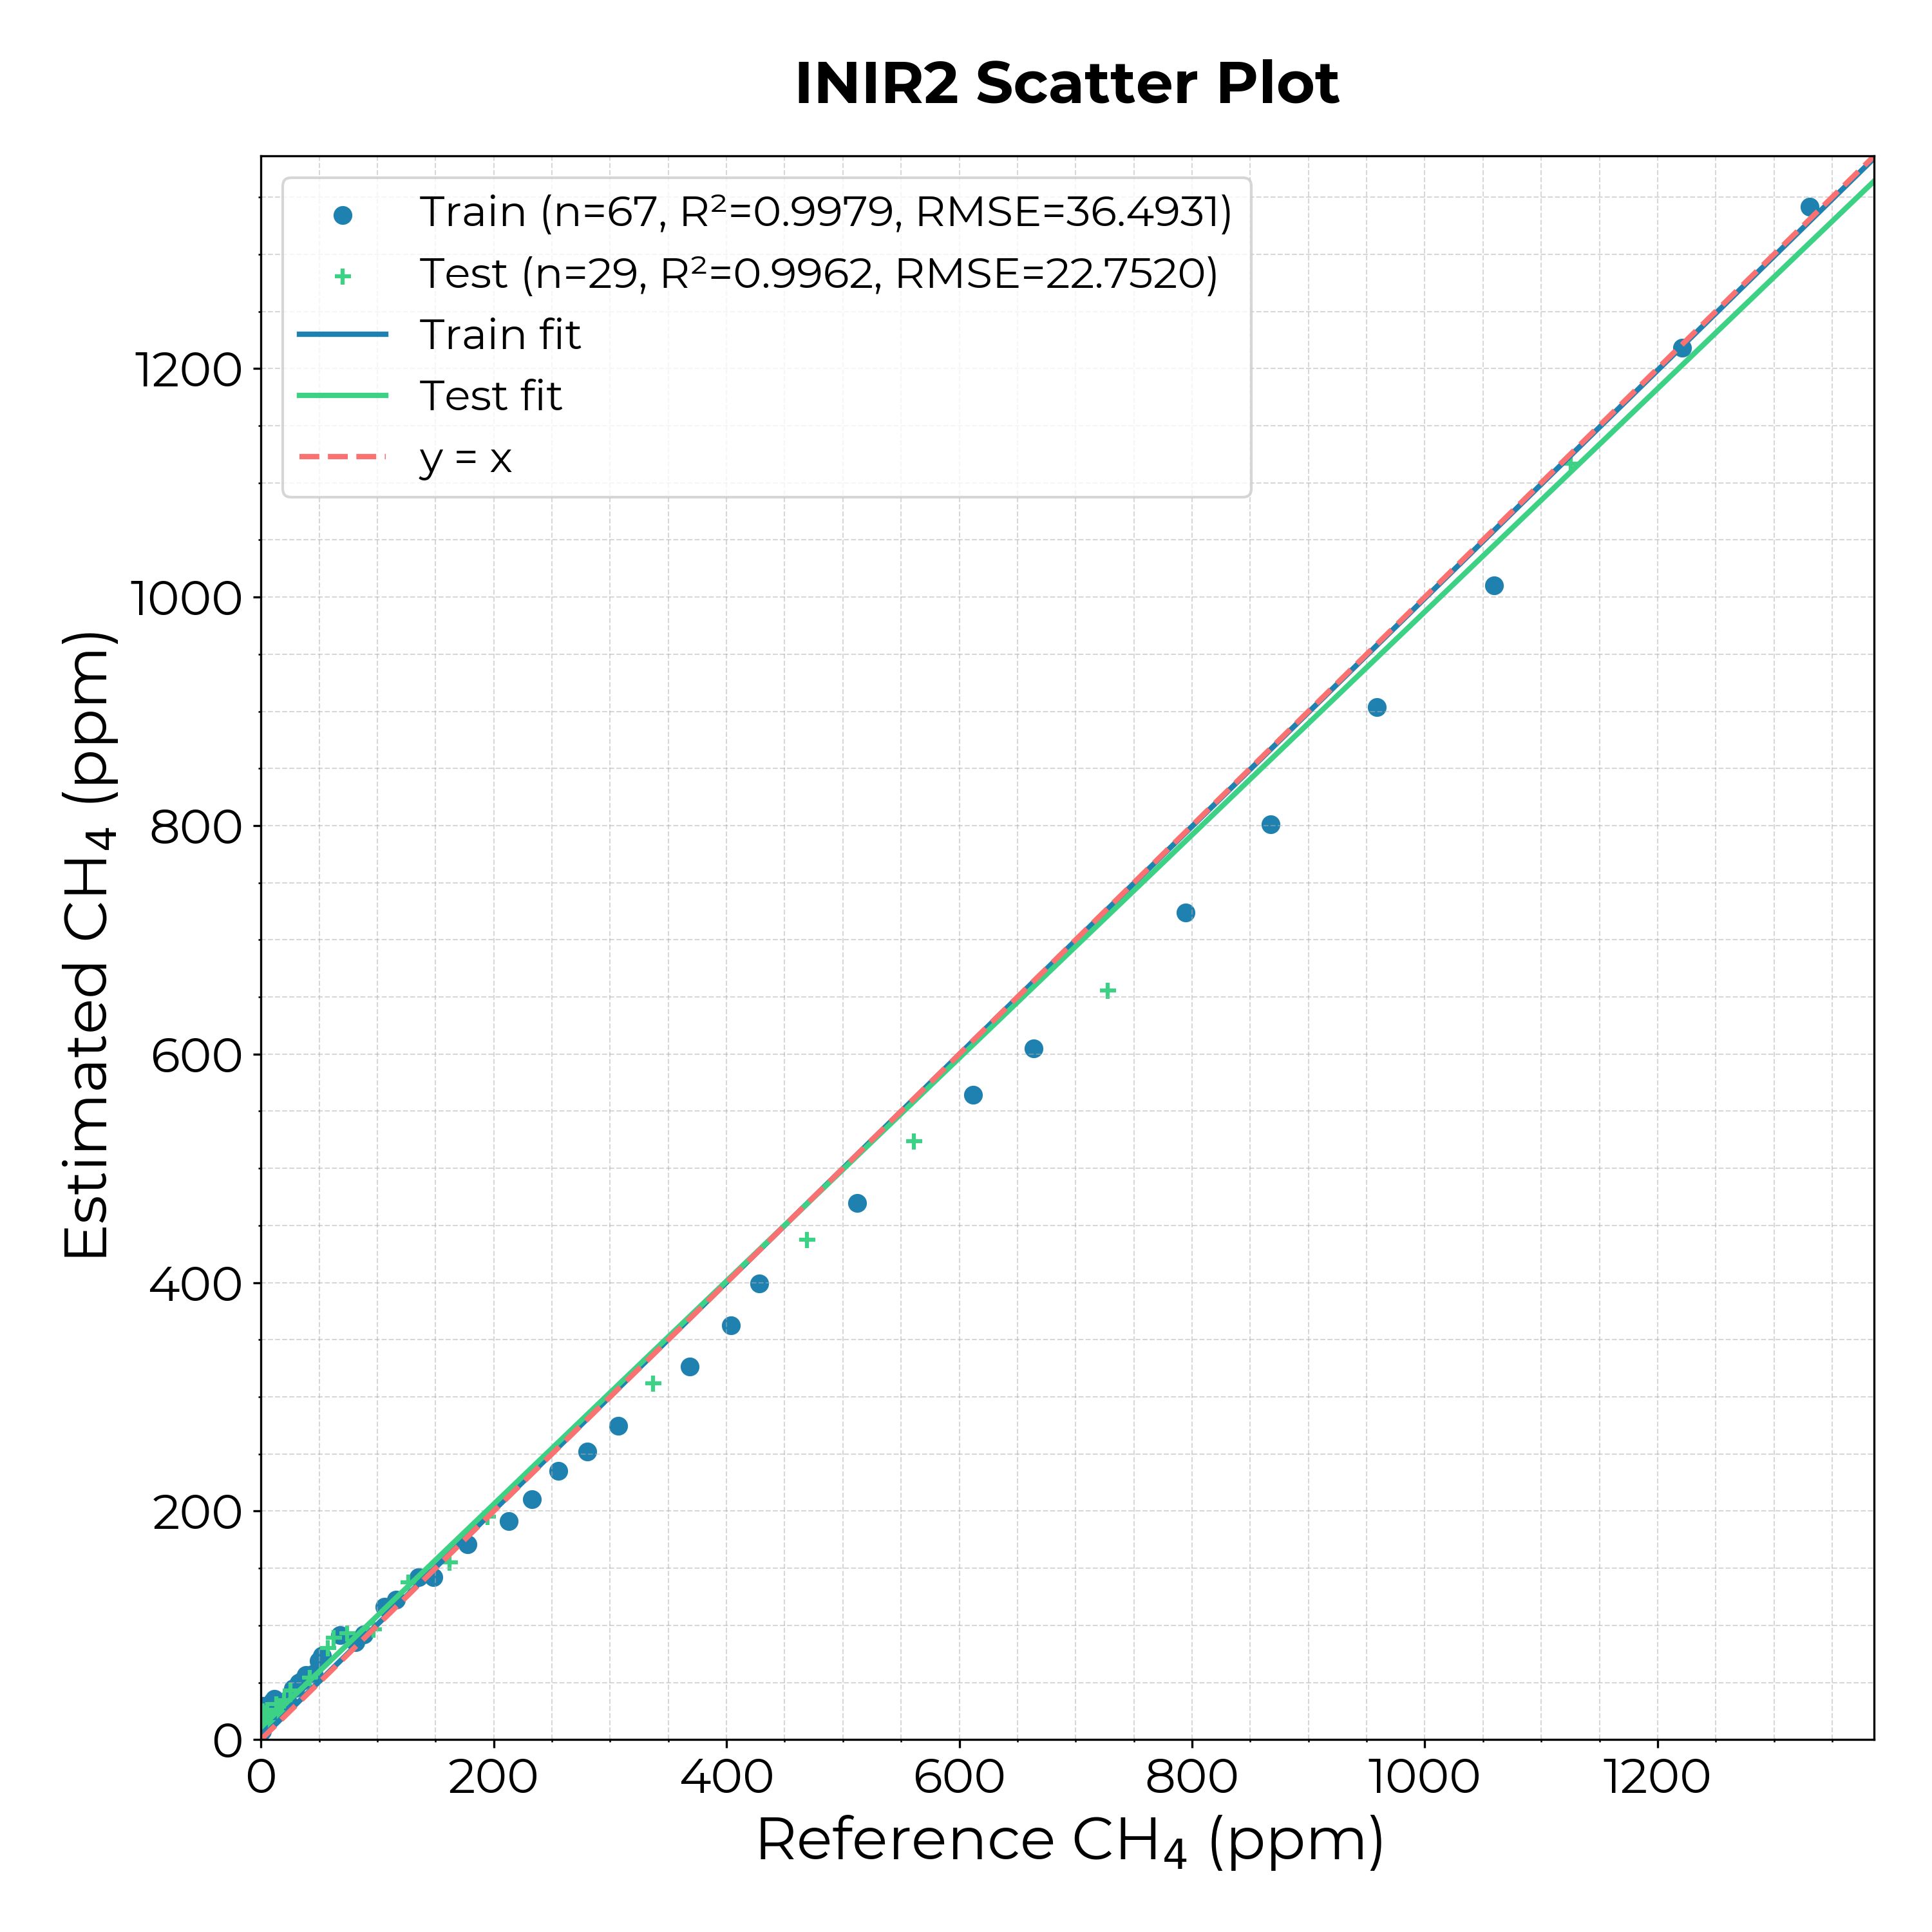 INIR2 Scatter Plot
Train (n=67, R²=0.9979, RMSE=36.4931)
Test (n=29, R²=0.9962, RMSE=22.7520)
Train fit
Test fit
y = x
Estimated CH₄ (ppm)
1200
1000
800
600
400
200
0
0 200 400 600 800 1000 1200
Reference CH₄ (ppm)